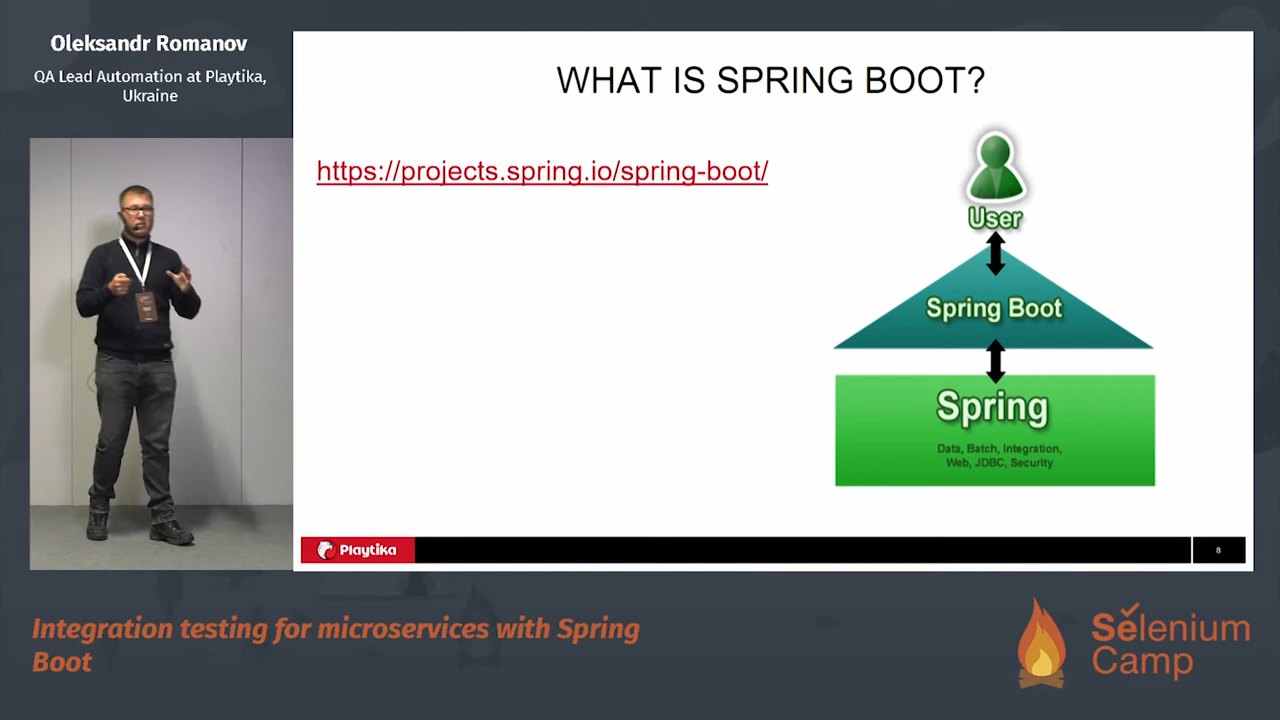 Oleksandr Romanov
QA Lead Automation at Playtika,
Ukraine
WHAT IS SPRING BOOT?
https://projects.spring.io/spring-boot/
User
Spring Boot
Spring
Data, Batch, Integration,
Web, JDBC, Security
Playtika
8
Integration testing for microservices with Spring
Boot
Selenium
Camp